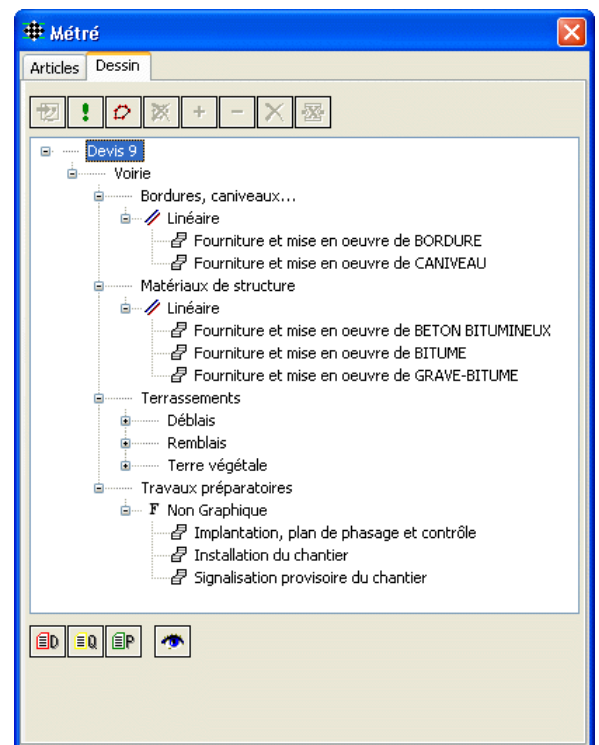 Métré
Articles Dessin
Devis 9
Voirie
Bordures, caniveaux...
Linéaire
Fourniture et mise en oeuvre de BORDURE
Fourniture et mise en oeuvre de CANIVEAU
Matériaux de structure
Linéaire
Fourniture et mise en oeuvre de BETON BITUMINEUX
Fourniture et mise en oeuvre de BITUME
Fourniture et mise en oeuvre de GRAVE-BITUME
Terrassements
Déblais
Remblais
Terre végétale
Travaux préparatoires
F Non Graphique
Implantation, plan de phasage et contrôle
Installation du chantier
Signalisation provisoire du chantier
D Q P